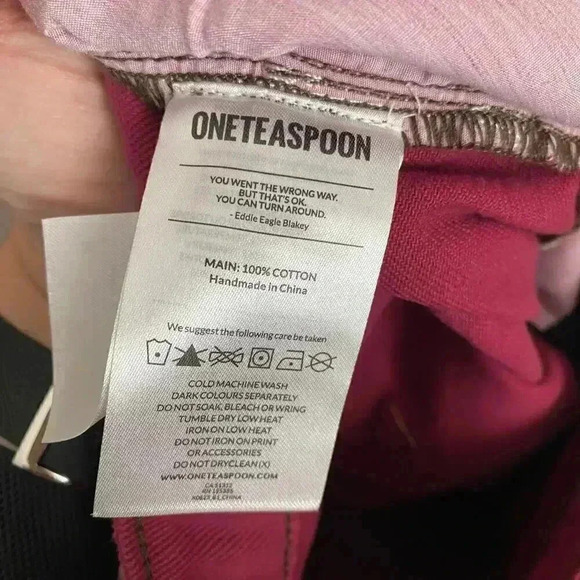 ONETEASPOON
YOU WENT THE WRONG WAY.
BUT THAT'S OK.
YOU CAN TURN AROUND.
- Eddie Eagle Blakey
MAIN: 100% COTTON
Handmade in China
We suggest the following care be taken
COLD MACHINE WASH
DARK COLOURS SEPARATELY
DO NOT SOAK, BLEACH OR WRING
TUMBLE DRY LOW HEAT
IRON ON LOW HEAT
DO NOT IRON ON PRINT
OR ACCESSORIES
DO NOT DRYCLEAN (X)
WWW.ONETEASPOON.COM